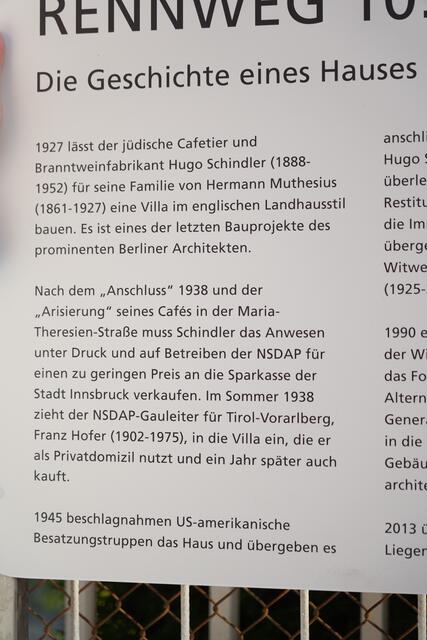 RENNWEG 10
Die Geschichte eines Hauses
1927 lässt der jüdische Cafetier und
Branntweinfabrikant Hugo Schindler (1888-
1952) für seine Familie von Hermann Muthesius
(1861-1927) eine Villa im englischen Landhausstil
bauen. Es ist eines der letzten Bauprojekte des
prominenten Berliner Architekten.
Nach dem „Anschluss“ 1938 und der
„Arisierung“ seines Cafés in der Maria-
Theresien-Straße muss Schindler das Anwesen
unter Druck und auf Betreiben der NSDAP für
einen zu geringen Preis an die Sparkasse der
Stadt Innsbruck verkaufen. Im Sommer 1938
zieht der NSDAP-Gauleiter für Tirol-Vorarlberg,
Franz Hofer (1902-1975), in die Villa ein, die er
als Privatdomizil nutzt und ein Jahr später auch
kauft.
1945 beschlagnahmen US-amerikanische
Besatzungstruppen das Haus und übergeben es
anschli
Hugo
überle
Restitu
die Im
überge
Witwe
(1925-
1990 e
der Wi
das Fo
Altern
Gener
in die
Gebäu
archite
2013 ü
Liegen